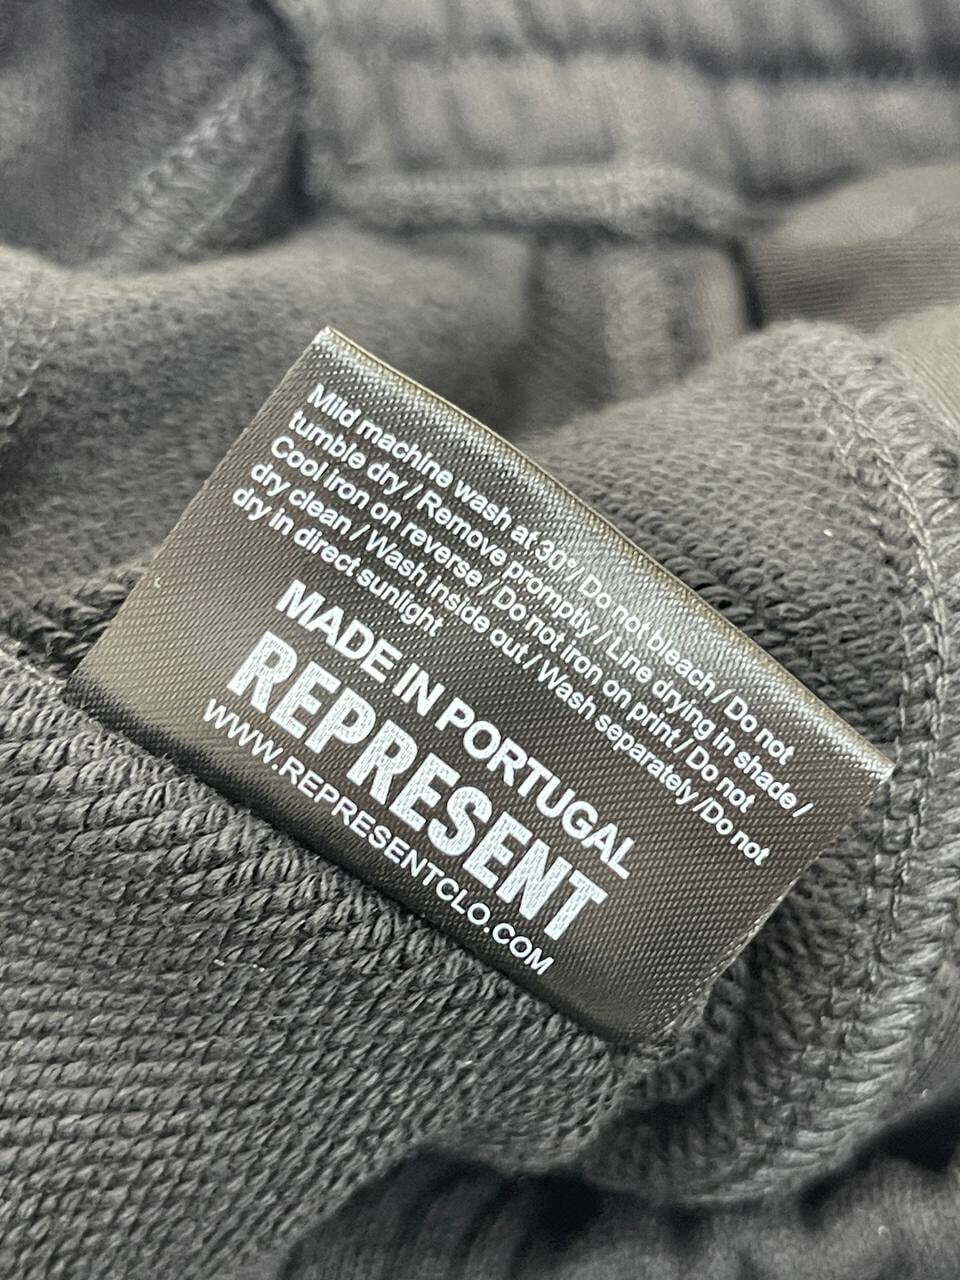 Mild machine wash at 30°/ Do not bleach / Do not
tumble dry / Remove promptly / Line drying in shade /
Cool iron on reverse / Do not iron on print / Do not
dry clean / Wash inside out / Wash separately /Do not
dry in direct sunlight
MADE IN PORTUGAL
REPRESENT
WWW.REPRESENTCLO.COM